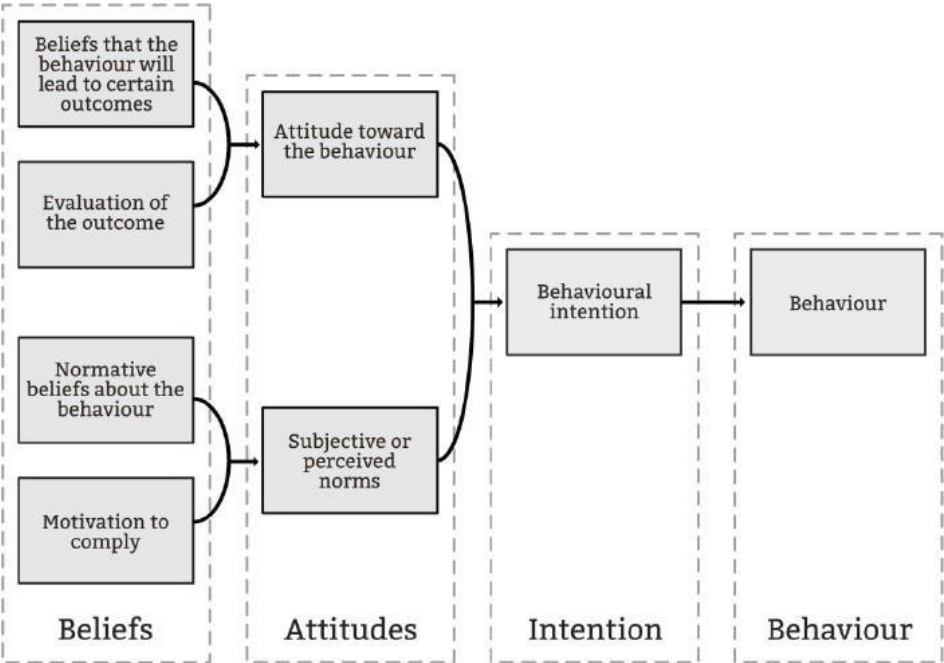 Beliefs that the
behaviour will
lead to certain
outcomes
Evaluation of
the outcome
Normative
beliefs about the
behaviour
Motivation to
comply
Beliefs
Attitude toward
the behaviour
Subjective or
perceived
norms
Attitudes
Behavioural
intention
Intention
Behaviour
Behaviour